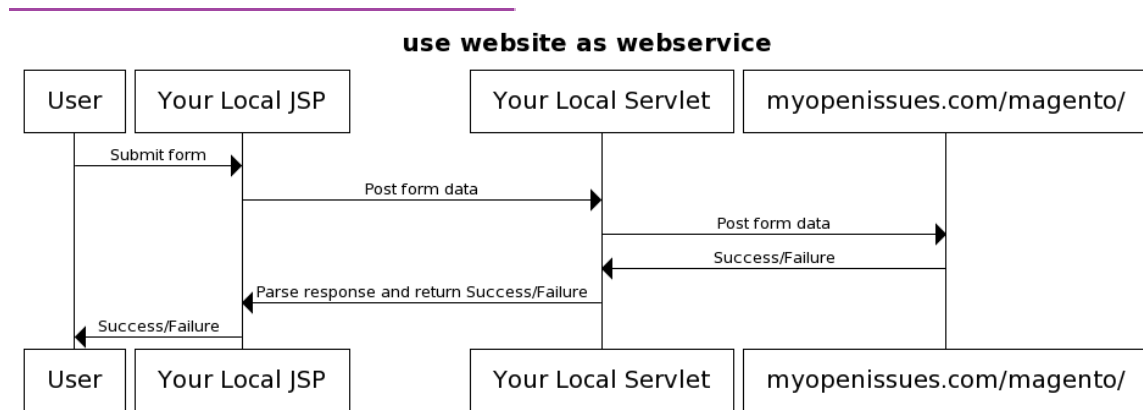 use website as webservice
User
Your Local JSP
Your Local Servlet
myopenissues.com/magento/
Submit form
Post form data
Post form data
Success/Failure
Parse response and return Success/Failure
Success/Failure
User
Your Local JSP
Your Local Servlet
myopenissues.com/magento/